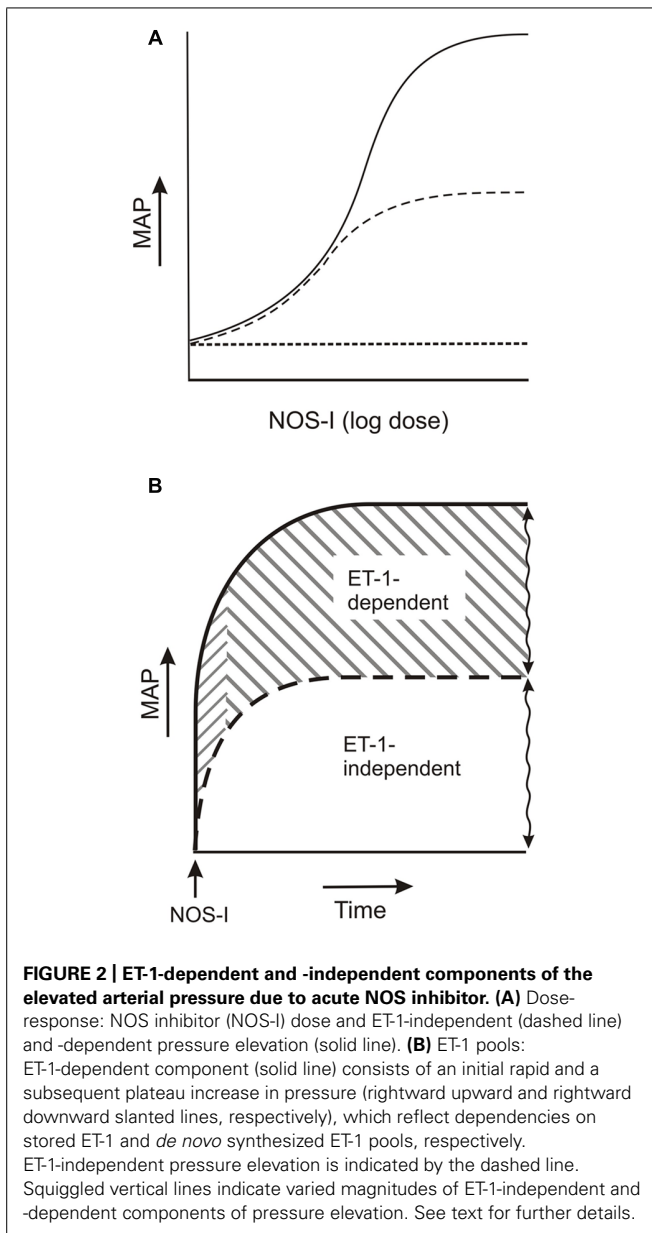 A
MAP
NOS-I (log dose)
B
ET-1-
dependent
MAP
ET-1-
independent
NOS-I
Time
FIGURE 2 | ET-1-dependent and -independent components of the
elevated arterial pressure due to acute NOS inhibitor. (A) Dose-
response: NOS inhibitor (NOS-I) dose and ET-1-independent (dashed line)
and -dependent pressure elevation (solid line). (B) ET-1 pools:
ET-1-dependent component (solid line) consists of an initial rapid and a
subsequent plateau increase in pressure (rightward upward and rightward
downward slanted lines, respectively), which reflect dependencies on
stored ET-1 and de novo synthesized ET-1 pools, respectively.
ET-1-independent pressure elevation is indicated by the dashed line.
Squiggled vertical lines indicate varied magnitudes of ET-1-independent and
-dependent components of pressure elevation. See text for further details.